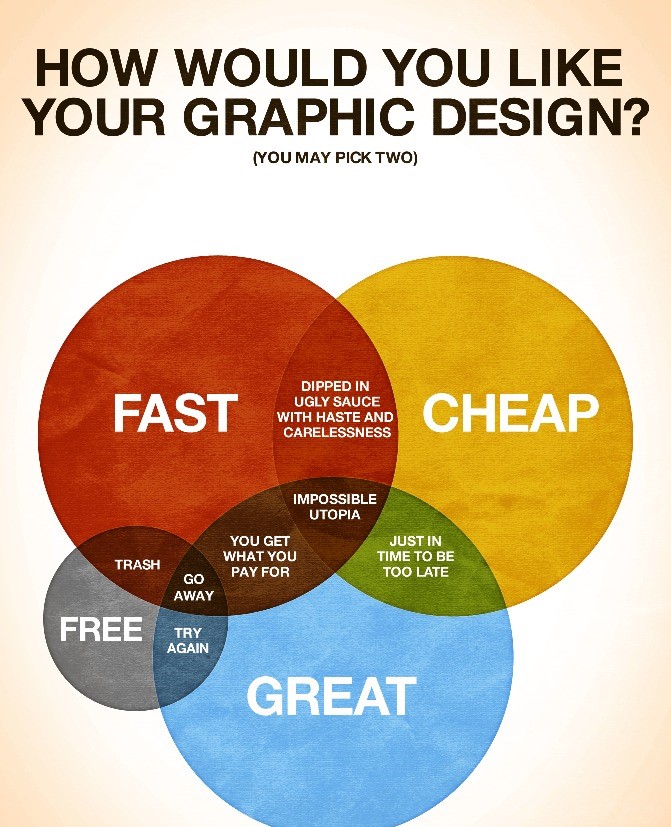 HOW WOULD YOU LIKE
YOUR GRAPHIC DESIGN?
(YOU MAY PICK TWO)
FAST
DIPPED IN
UGLY SAUCE
WITH HASTE AND
CARELESSNESS
CHEAP
IMPOSSIBLE
UTOPIA
YOU GET
WHAT YOU
PAY FOR
JUST IN
TIME TO BE
TOO LATE
TRASH
GO
AWAY
FREE
TRY
AGAIN
GREAT